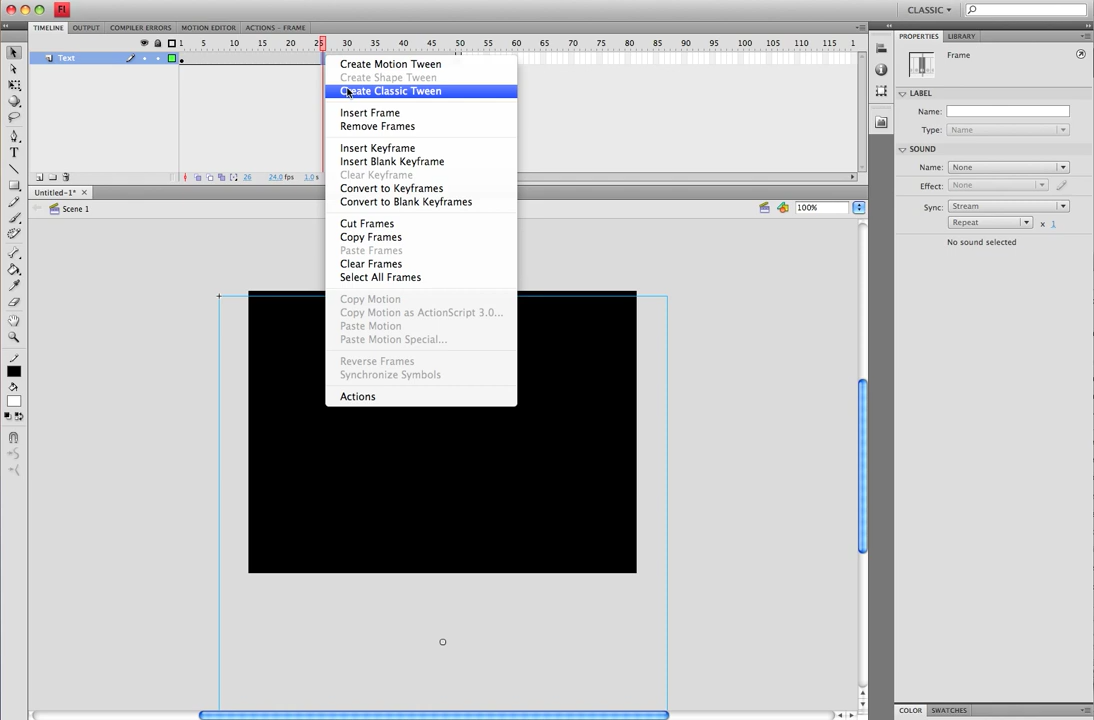 Fl
CLASSIC
TIMELINE OUTPUT COMPILER ERRORS MOTION EDITOR ACTIONS - FRAME
1 5 10 15 20 25 30 35 40 45 50 55 60 65 70 75 80 85 90 95 100 105 110 115 1
Text
26 24.0 fps 1.0 s
Create Motion Tween
Create Shape Tween
Create Classic Tween
Insert Frame
Remove Frames
Insert Keyframe
Insert Blank Keyframe
Clear Keyframe
Convert to Keyframes
Convert to Blank Keyframes
Cut Frames
Copy Frames
Paste Frames
Clear Frames
Select All Frames
Copy Motion
Copy Motion as ActionScript 3.0...
Paste Motion
Paste Motion Special...
Reverse Frames
Synchronize Symbols
Actions
Untitled-1*
Scene 1
100%
PROPERTIES LIBRARY
Frame
LABEL
Name:
Type: Name
SOUND
Name: None
Effect: None
Sync: Stream
Repeat x 1
No sound selected
COLOR SWATCHES